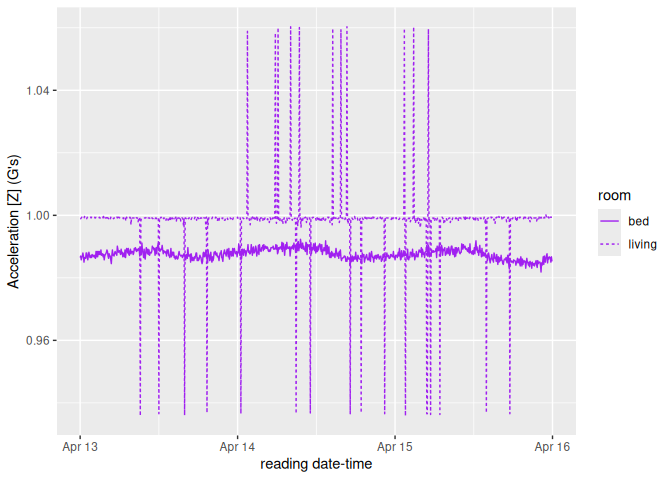 1.04
1.00
0.96
Acceleration [Z] (G's)
Apr 13
Apr 14
Apr 15
Apr 16
reading date-time
room
bed
living